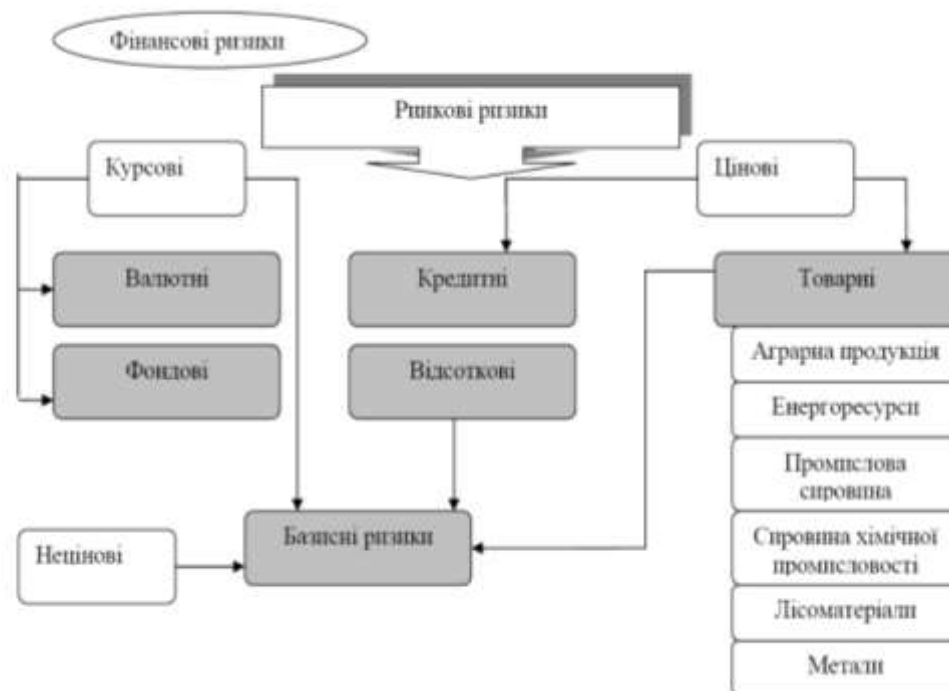 Фінансові ризики
Ринкові ризики
Курсові
Цінові
Валютні
Кредитні
Товарні
Фондові
Відсоткові
Аграрна продукція
Енергоресурси
Промислова
сировина
Базисні ризики
Нецінові
Сировина хімічної
промисловості
Лісоматеріали
Метали